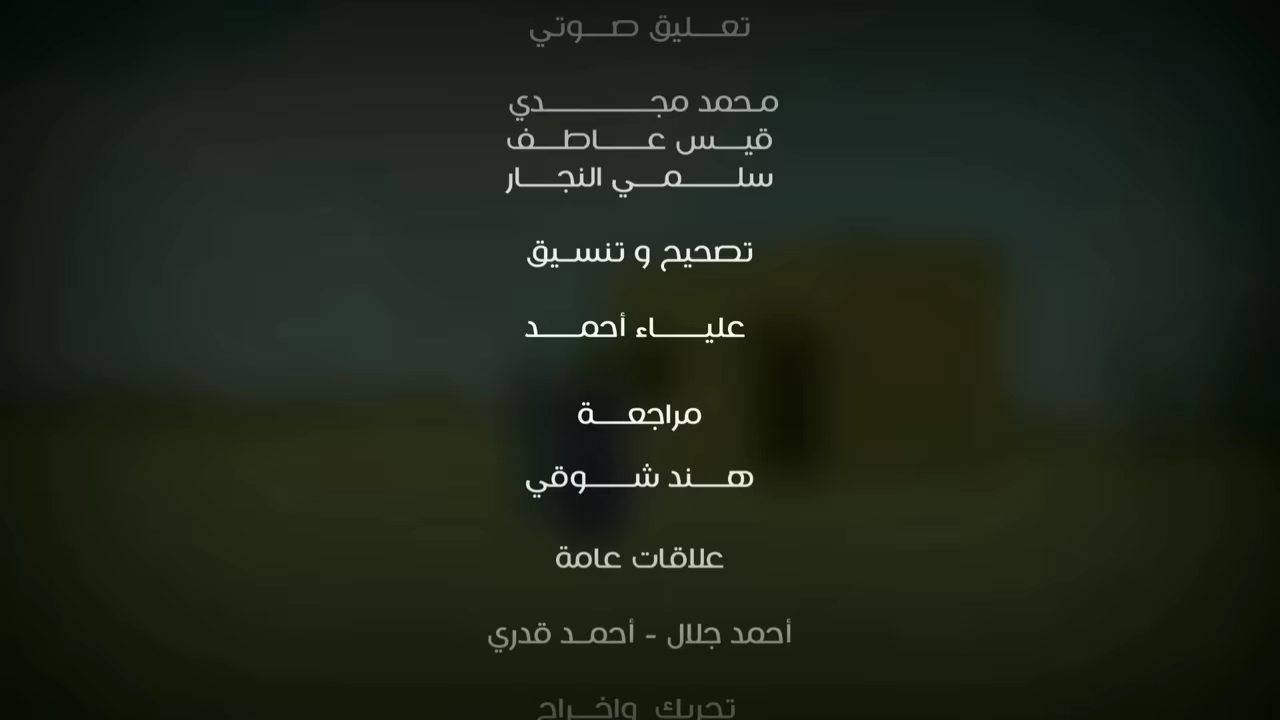 تعليق صوتي
محمد مجدي
قيس عاطف
سلمي النجار
تصحيح و تنسيق
علياء أحمد
مراجعة
هند شوقي
علاقات عامة
أحمد جلال - أحمد قدري
تحريك واخراج